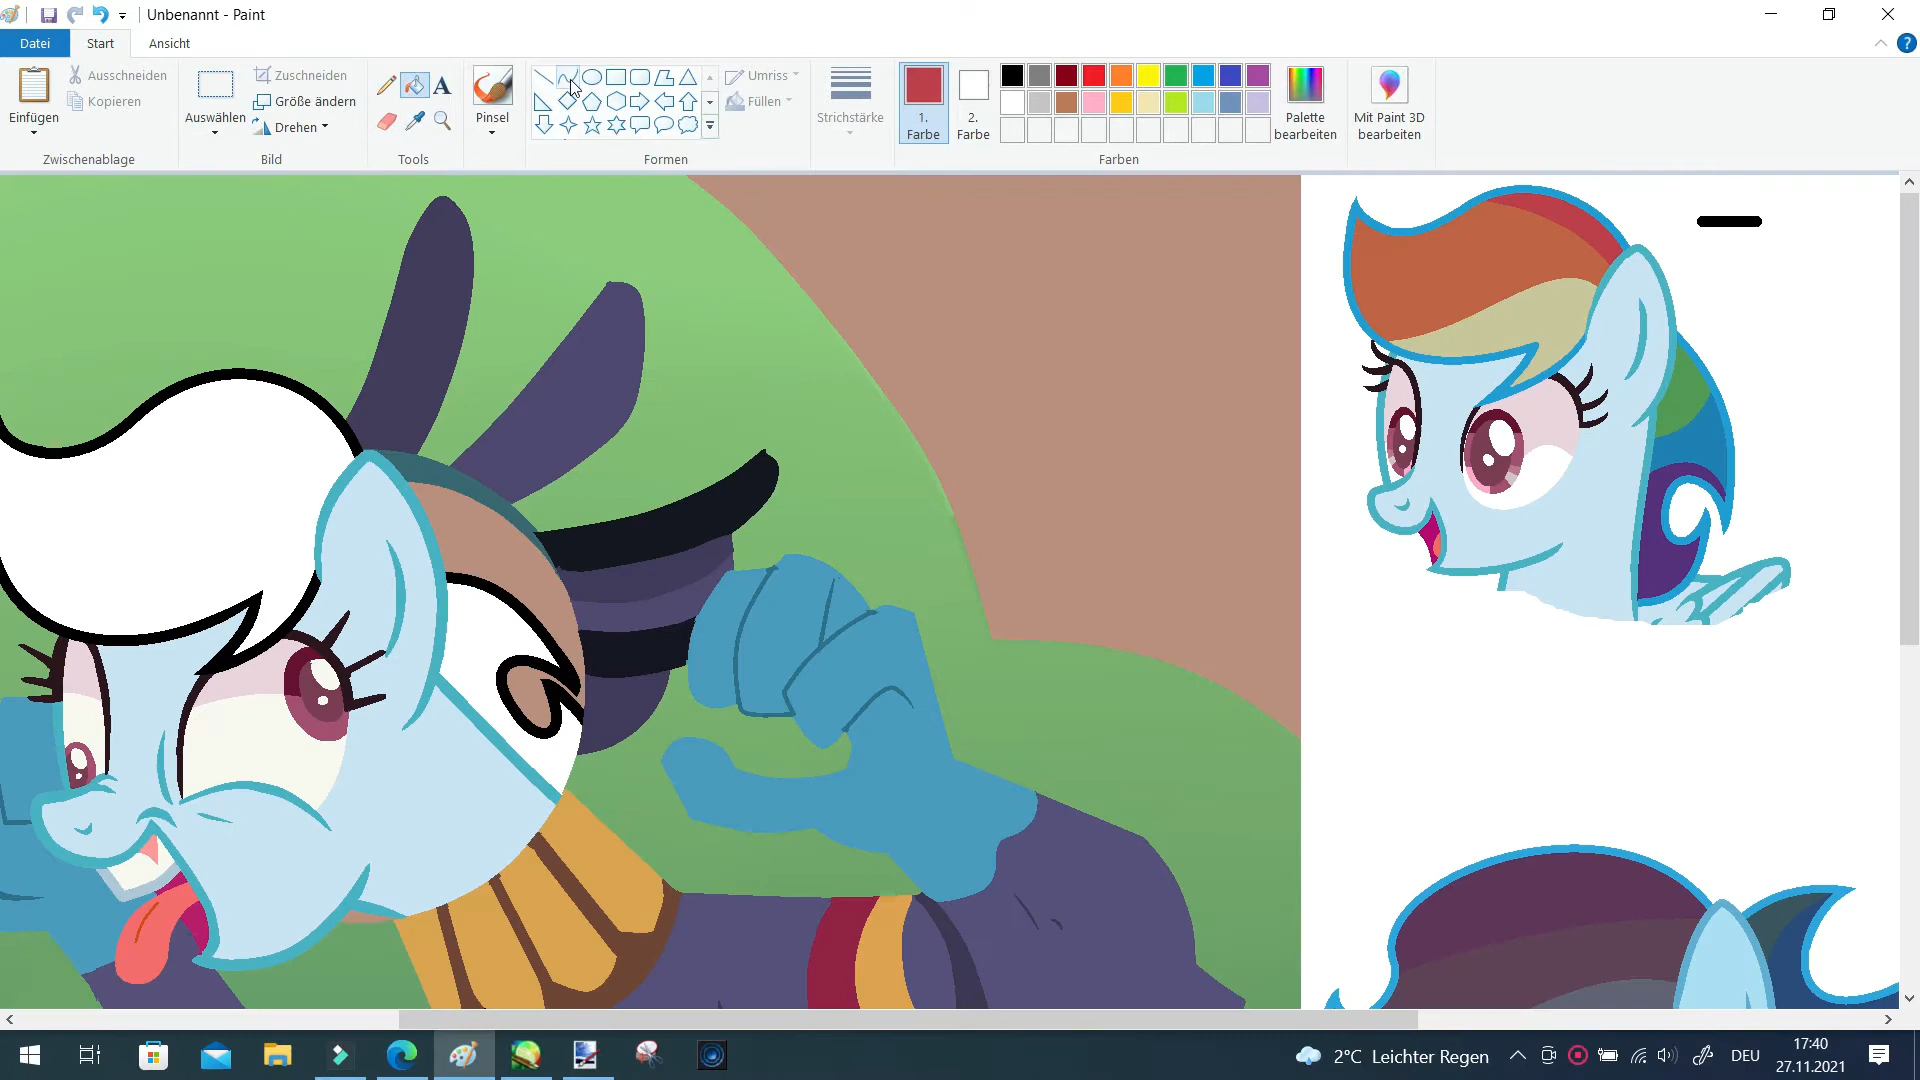 Unbenannt - Paint
Datei Start Ansicht
Einfügen
Ausschneiden
Kopieren
Zwischenablage
Auswählen
Zuschneiden
Größe ändern
Drehen
Bild
A
Tools
Pinsel
Formen
Umriss
Füllen
Strichstärke
1.
Farbe
2.
Farbe
Farben
Palette
bearbeiten
Mit Paint 3D
bearbeiten
?
2°C Leichter Regen
DEU
17:40
27.11.2021